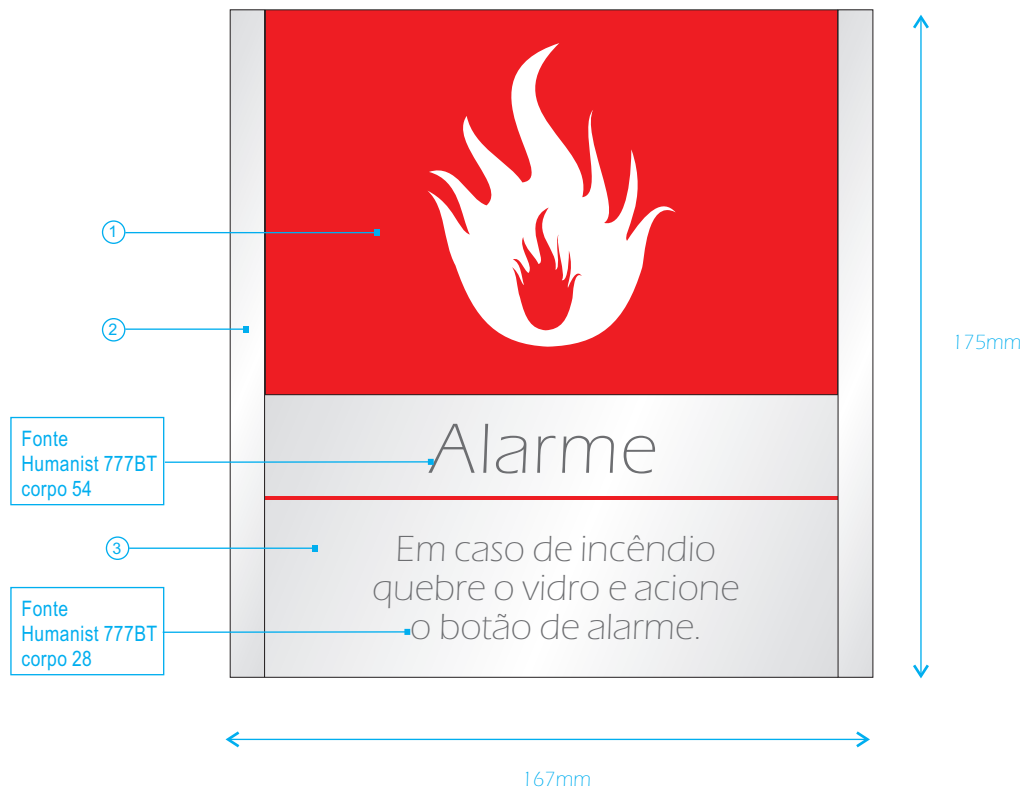 1
2
175mm
Fonte
Humanist 777BT
corpo 54
Alarme
3
Em caso de incêndio
quebre o vidro e acione
o botão de alarme.
Fonte
Humanist 777BT
corpo 28
167mm